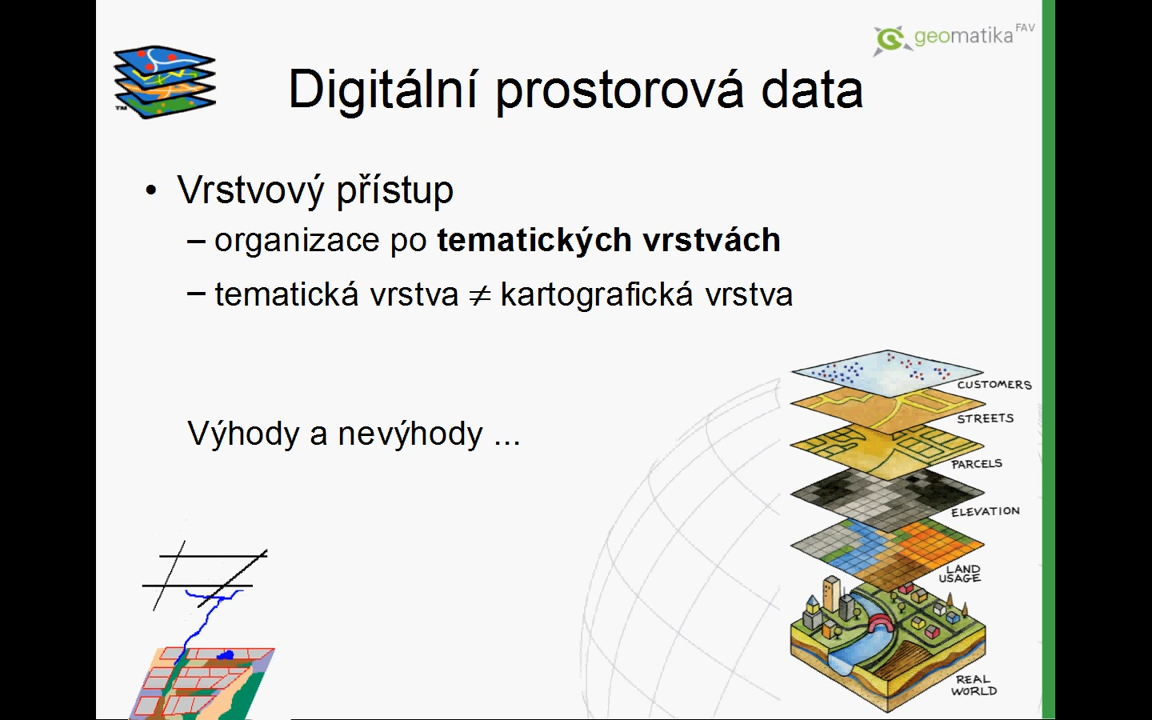 geomatika FAV
Digitální prostorová data
• Vrstvový přístup
– organizace po tematických vrstvách
– tematická vrstva ≠ kartografická vrstva
Výhody a nevýhody ...
CUSTOMERS
STREETS
PARCELS
ELEVATION
LAND
USAGE
REAL
WORLD
TM